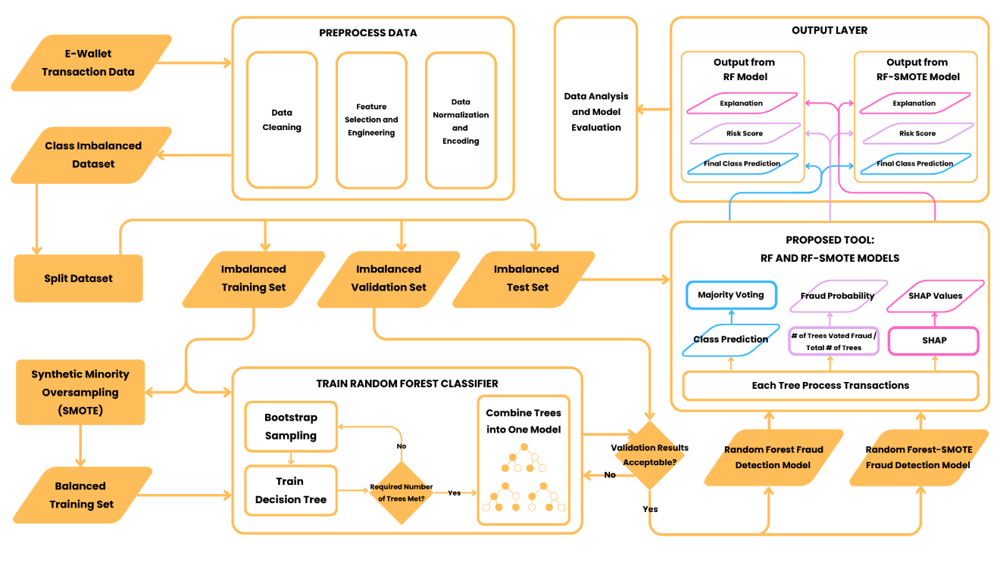 E-Wallet
Transaction Data
PREPROCESS DATA
Data
Cleaning
Feature
Selection and
Engineering
Data
Normalization
and
Encoding
Class Imbalanced
Dataset
Data Analysis
and Model
Evaluation
OUTPUT LAYER
Output from
RF Model
Explanation
Risk Score
Final Class Prediction
Output from
RF-SMOTE Model
Explanation
Risk Score
Final Class Prediction
Split Dataset
Imbalanced
Training Set
Imbalanced
Validation Set
Imbalanced
Test Set
PROPOSED TOOL:
RF AND RF-SMOTE MODELS
Majority Voting
Fraud Probability
SHAP Values
Class Prediction
# of Trees Voted Fraud /
Total # of Trees
SHAP
Each Tree Process Transactions
Synthetic Minority
Oversampling
(SMOTE)
Balanced
Training Set
TRAIN RANDOM FOREST CLASSIFIER
Bootstrap
Sampling
Train
Decision Tree
No
Required Number
of Trees Met?
Yes
Combine Trees
into One Model
Validation Results
Acceptable?
No
Yes
Random Forest Fraud
Detection Model
Random Forest-SMOTE
Fraud Detection Model